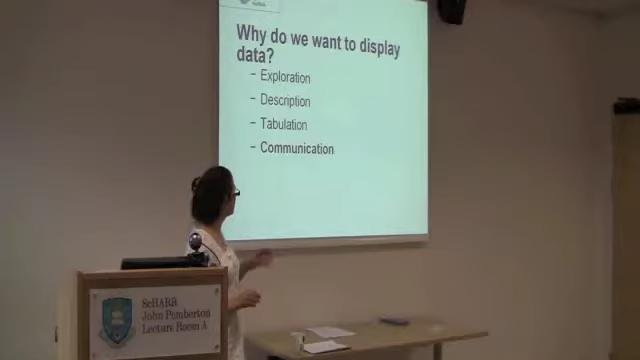 Why do we want to display
data?
– Exploration
– Description
– Tabulation
– Communication
ScHARR
John Pemberton
Lecture Room A